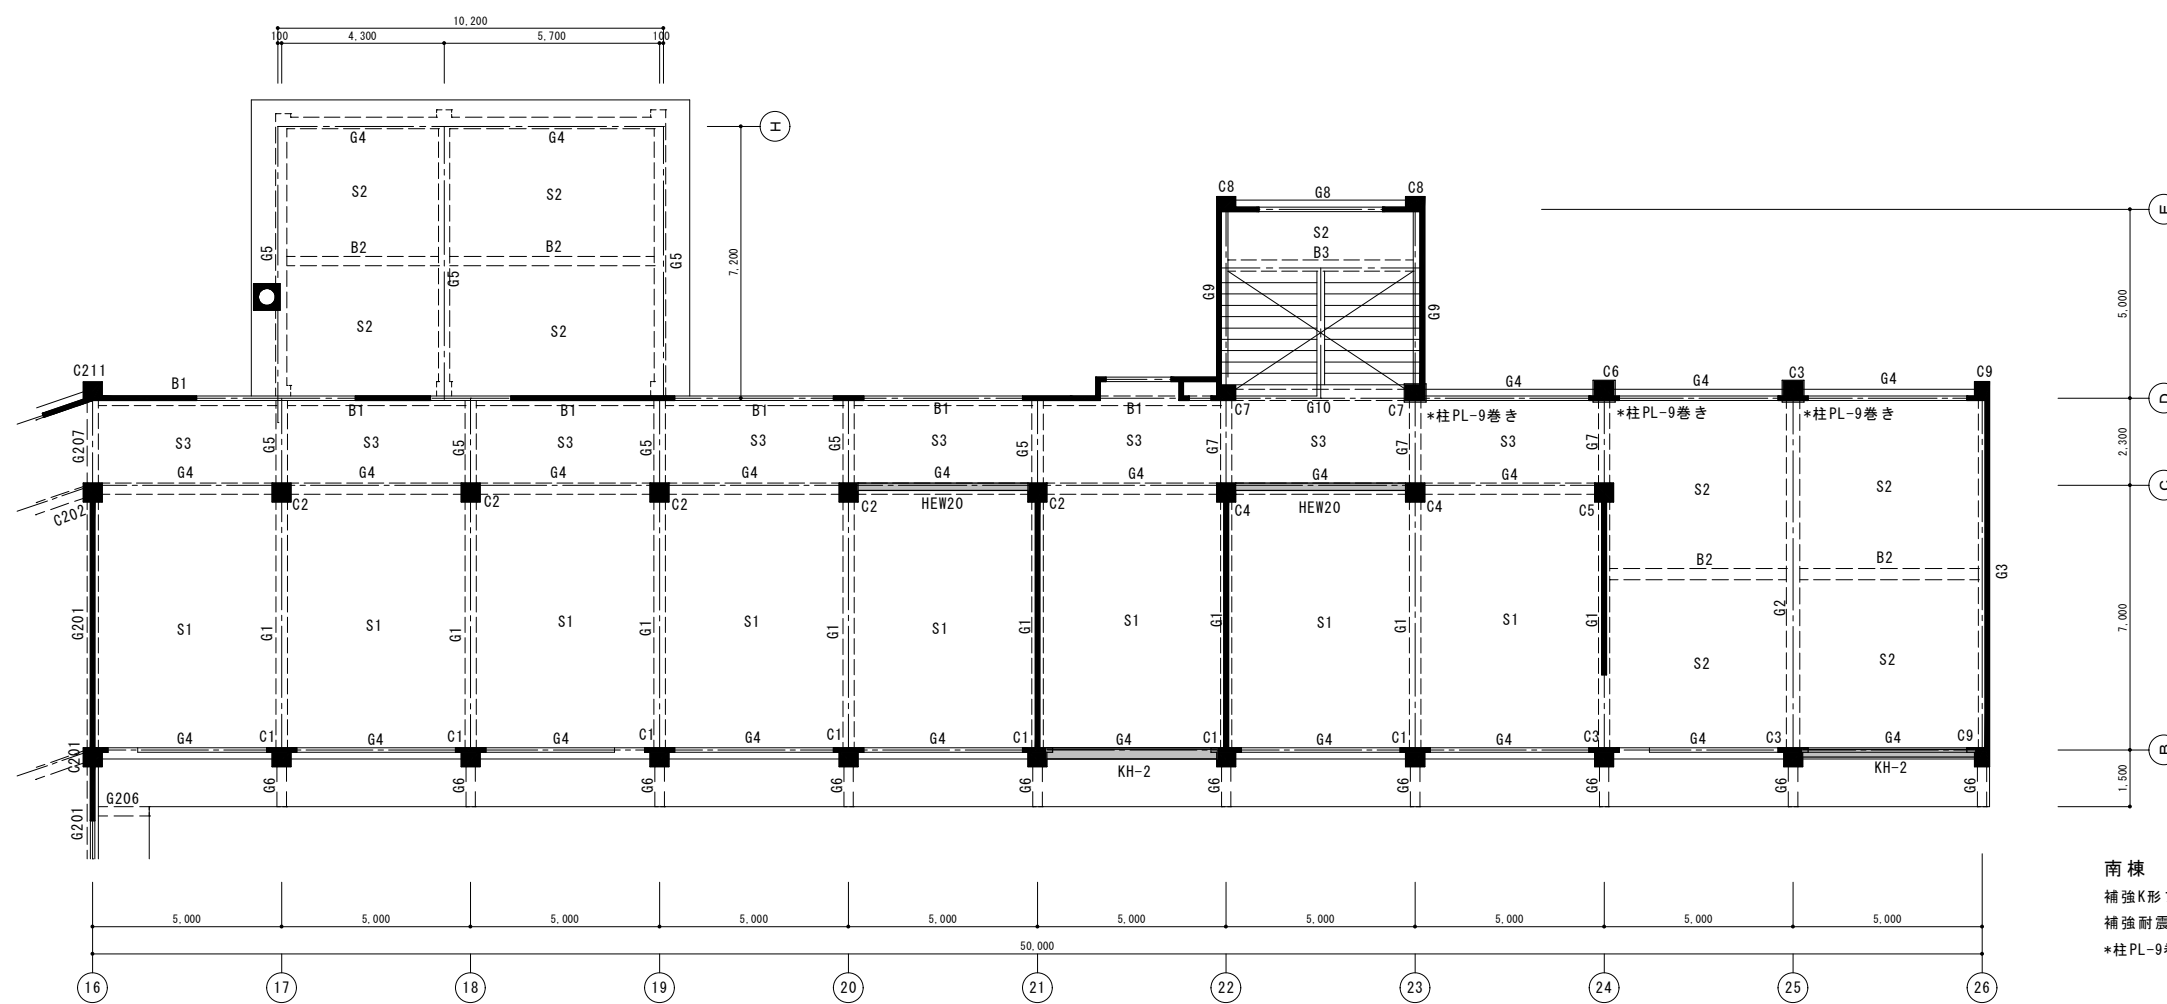 10,200
100 4,300 5,700 100
H
G4 G4
S2 S2
7,200
G5 B2 B2 G5
G5
S2 S2
C8 G8 C8
S2
B3
G9 G9
E
5,000
C211
B1
B1 B1 B1 B1 B1
C7 G10 C7
C6 C3 C9
G4 G4 G4
*柱PL-9巻き *柱PL-9巻き *柱PL-9巻き
D
G207 S3 G5 S3 G5 S3 G5 S3 G5 S3 G5 S3 G7 S3 G7 S3 G7
2,300
G4 G4 G4 G4 G4 G4 G4 G4
C202 C2 C2 C2 C2 HEW20 C2 C4 HEW20 C4 C5
S2 S2
C
B2 B2
G3
G201 S1 G1 S1 G1 S1 G1 S1 G1 S1 G1 S1 G1 S1 G1 S1 G1 G2
7,000
S2 S2
C201 G4 C1 G4 C1 G4 C1 G4 C1 G4 C1 G4 C1 G4 C1 G4 C3 G4 C3 G4 C9
B
KH-2 KH-2
G6 G6 G6 G6 G6 G6 G6 G6 G6 G6
1,500
G201 G206
南棟
補強K形
補強耐震
*柱PL-9
5,000 5,000 5,000 5,000 5,000 5,000 5,000 5,000 5,000 5,000
50,000
16 17 18 19 20 21 22 23 24 25 26